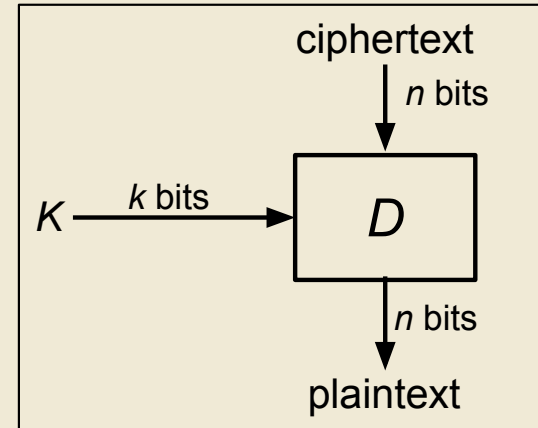 ciphertext
n bits
K
k bits
D
n bits
plaintext